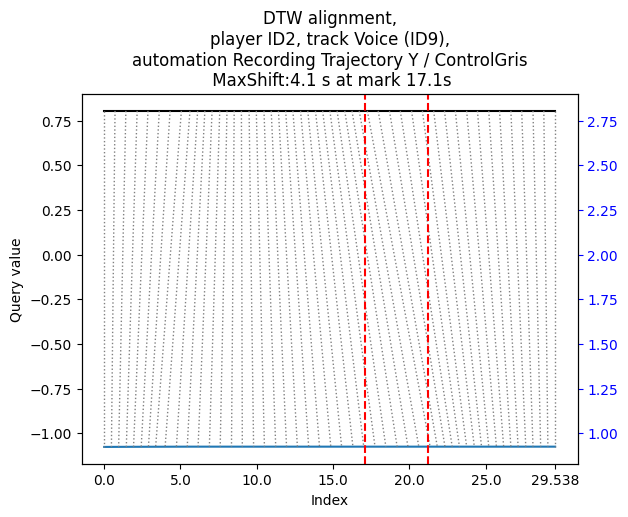 DTW alignment,
player ID2, track Voice (ID9),
automation Recording Trajectory Y / ControlGris
MaxShift:4.1 s at mark 17.1s
0.75
0.50
0.25
0.00
−0.25
−0.50
−0.75
−1.00
Query value
2.75
2.50
2.25
2.00
1.75
1.50
1.25
1.00
0.0 5.0 10.0 15.0 20.0 25.0 29.538
Index